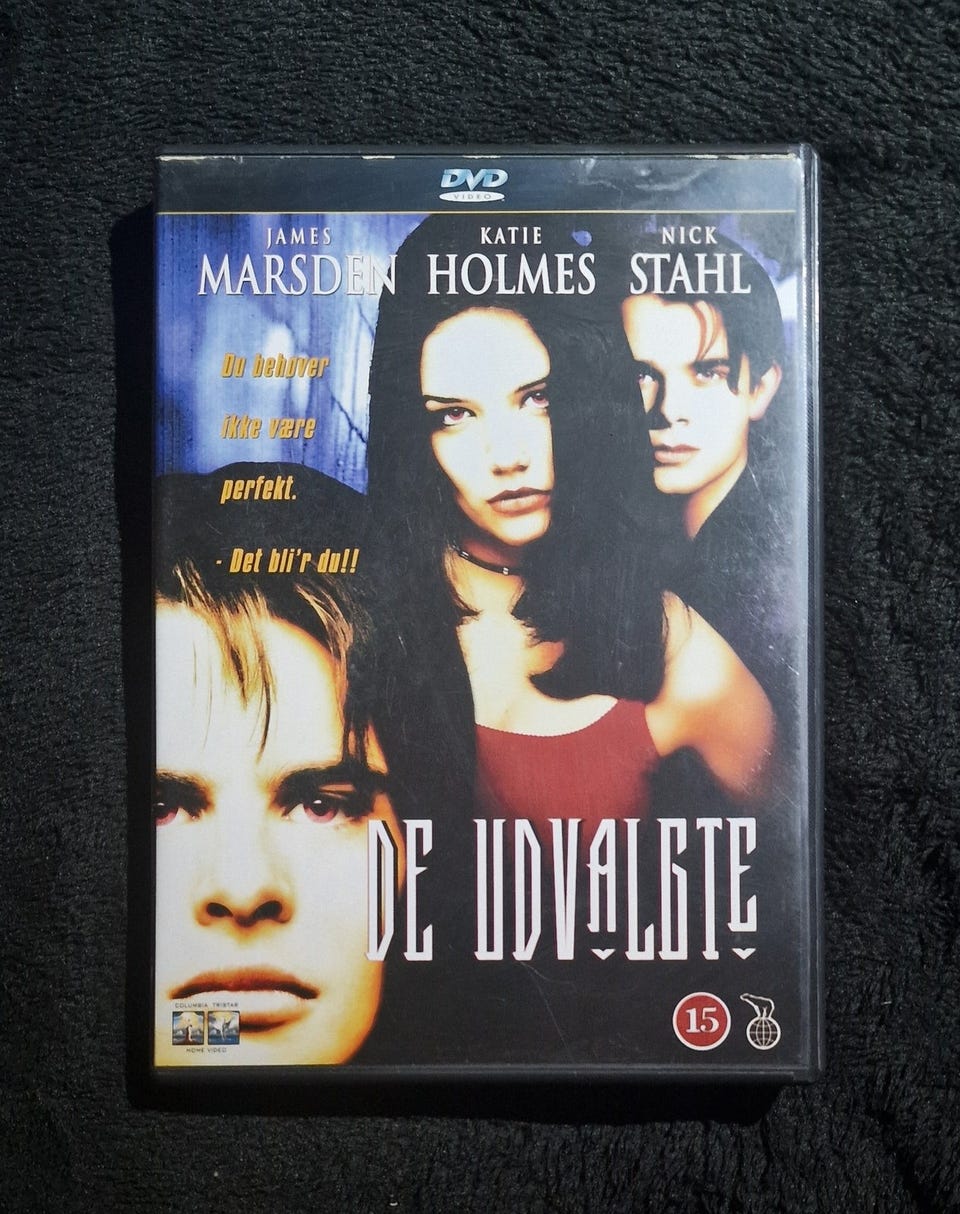 DVD
VIDEO
JAMES
MARSDEN
KATIE
HOLMES
NICK
STAHL
Du behøver
ikke være
perfekt.
- Det bli'r du!!
DE UDVALGTE
COLUMBIA TRISTAR
HOME VIDEO
15